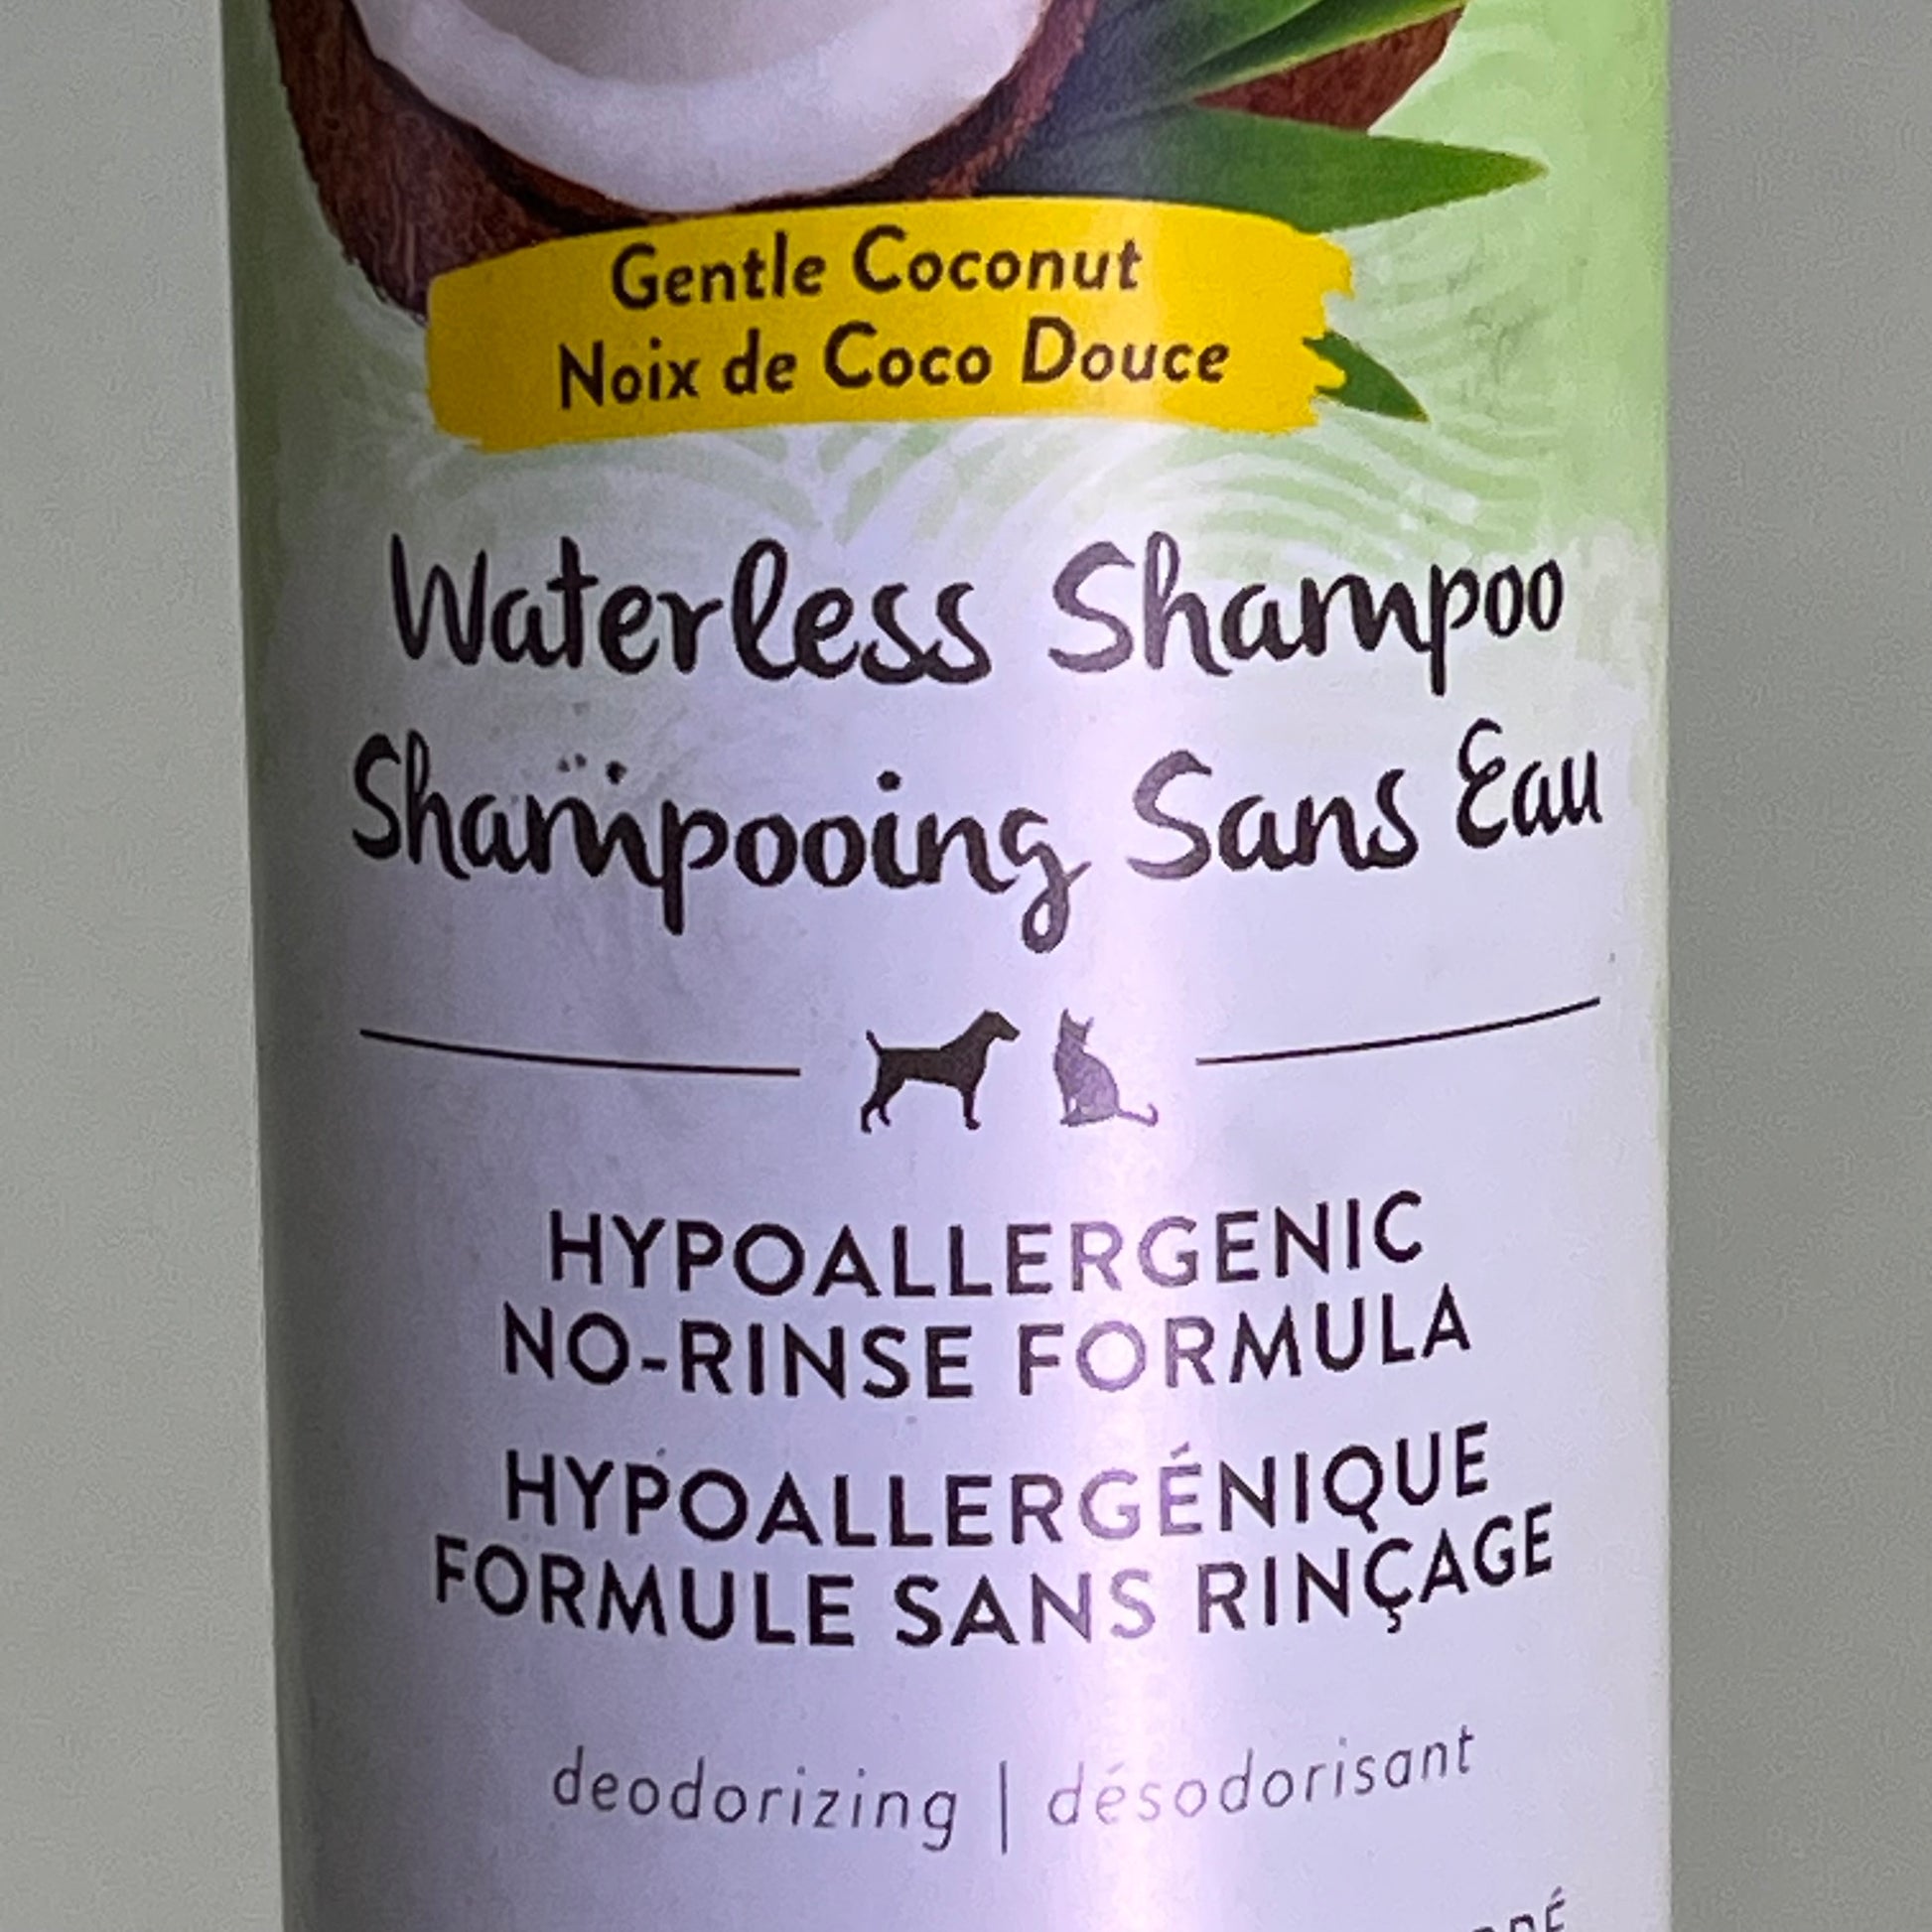 Gentle Coconut
Noix de Coco Douce
Waterless Shampoo
Shampooing Sans Eau
HYPOALLERGENIC
NO-RINSE FORMULA
HYPOALLERGÉNIQUE
FORMULE SANS RINÇAGE
deodorizing | désodorisant